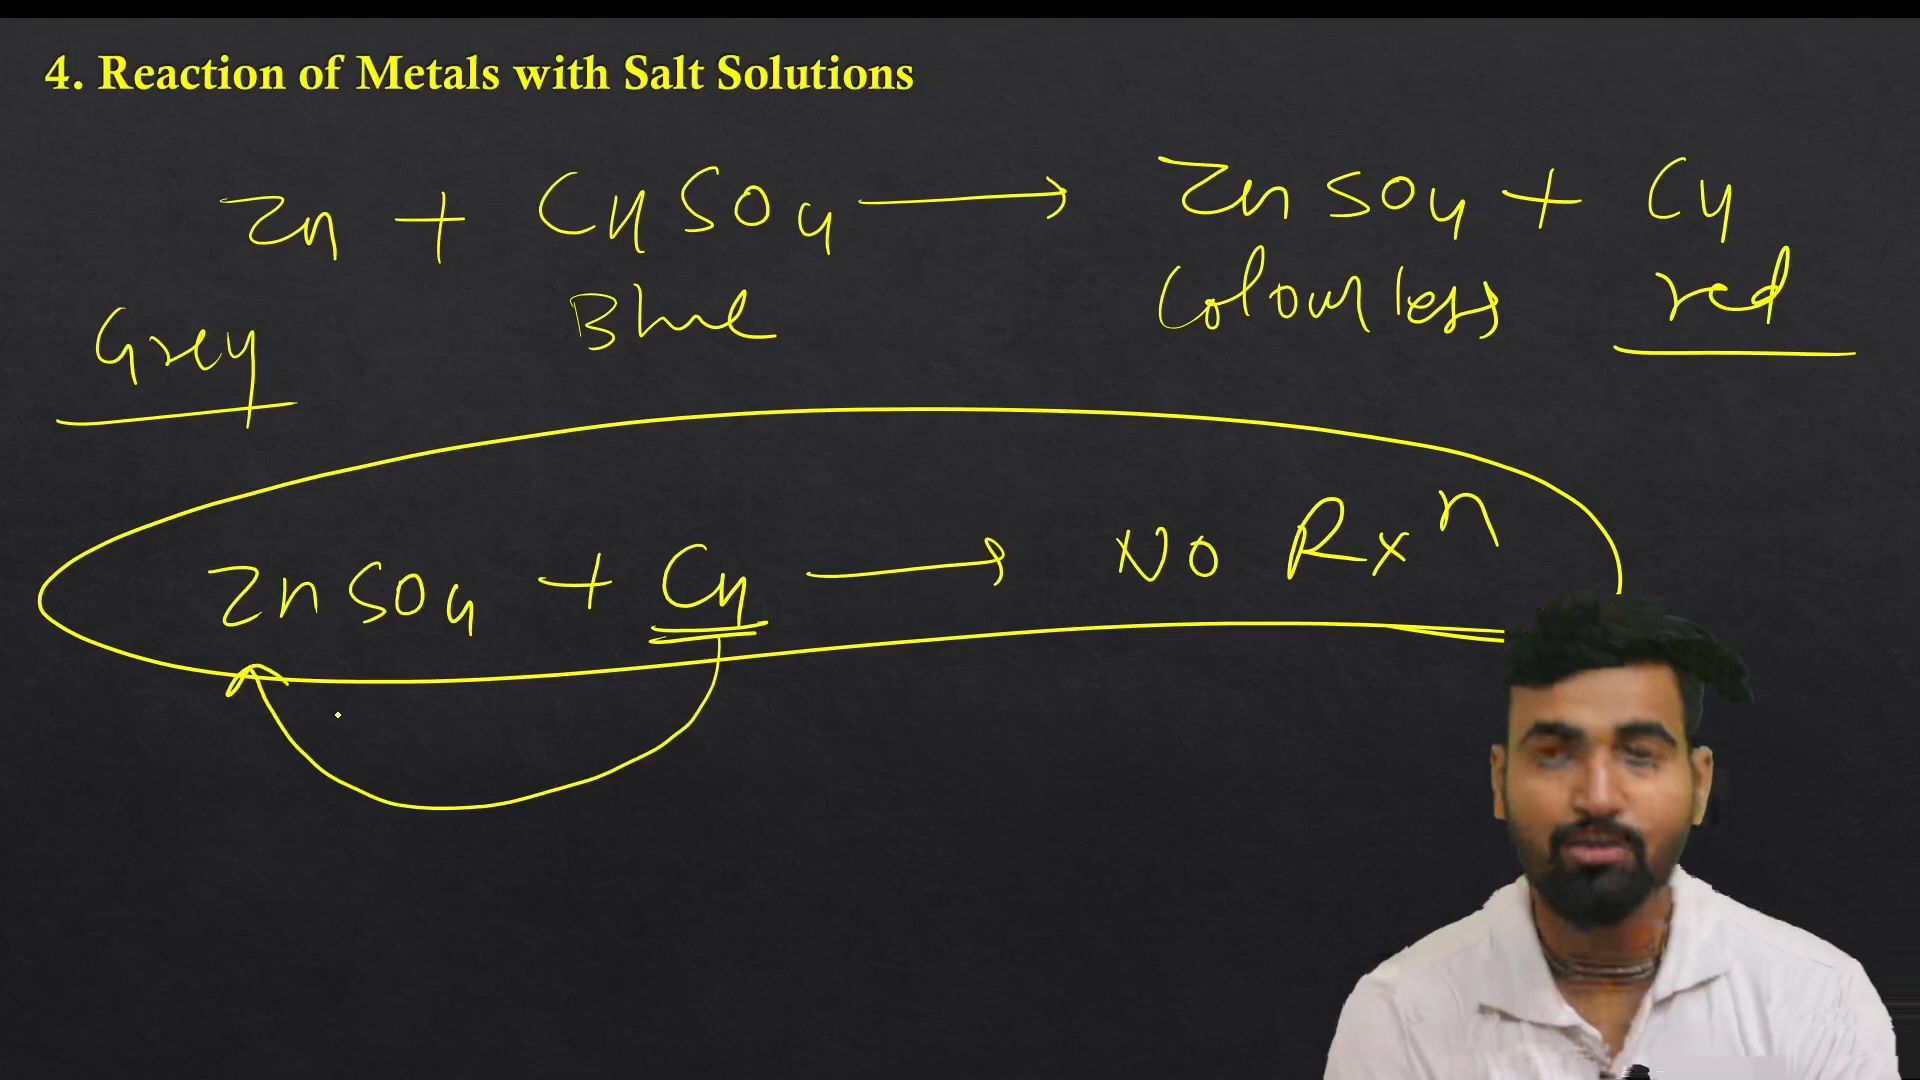 4. Reaction of Metals with Salt Solutions
Zn + CuSO4 → ZnSO4 + Cu
Grey Blue Colourless red
ZnSO4 + Cu → No Rxn